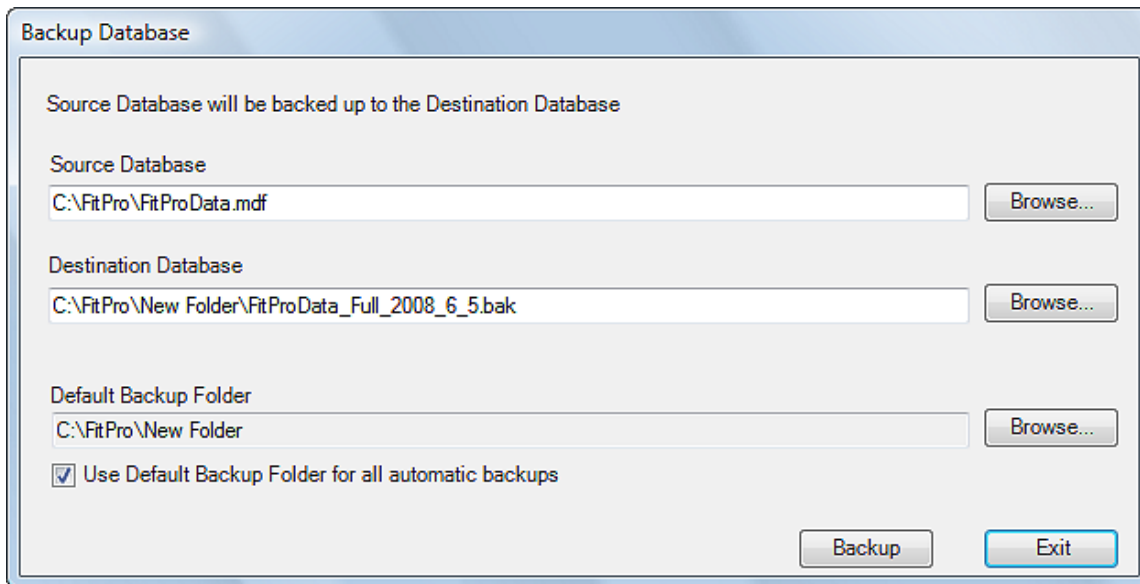 Backup Database
Source Database will be backed up to the Destination Database
Source Database
C:\FitPro\FitProData.mdf
Browse...
Destination Database
C:\FitPro\New Folder\FitProData_Full_2008_6_5.bak
Browse...
Default Backup Folder
C:\FitPro\New Folder
Browse...
Use Default Backup Folder for all automatic backups
Backup
Exit